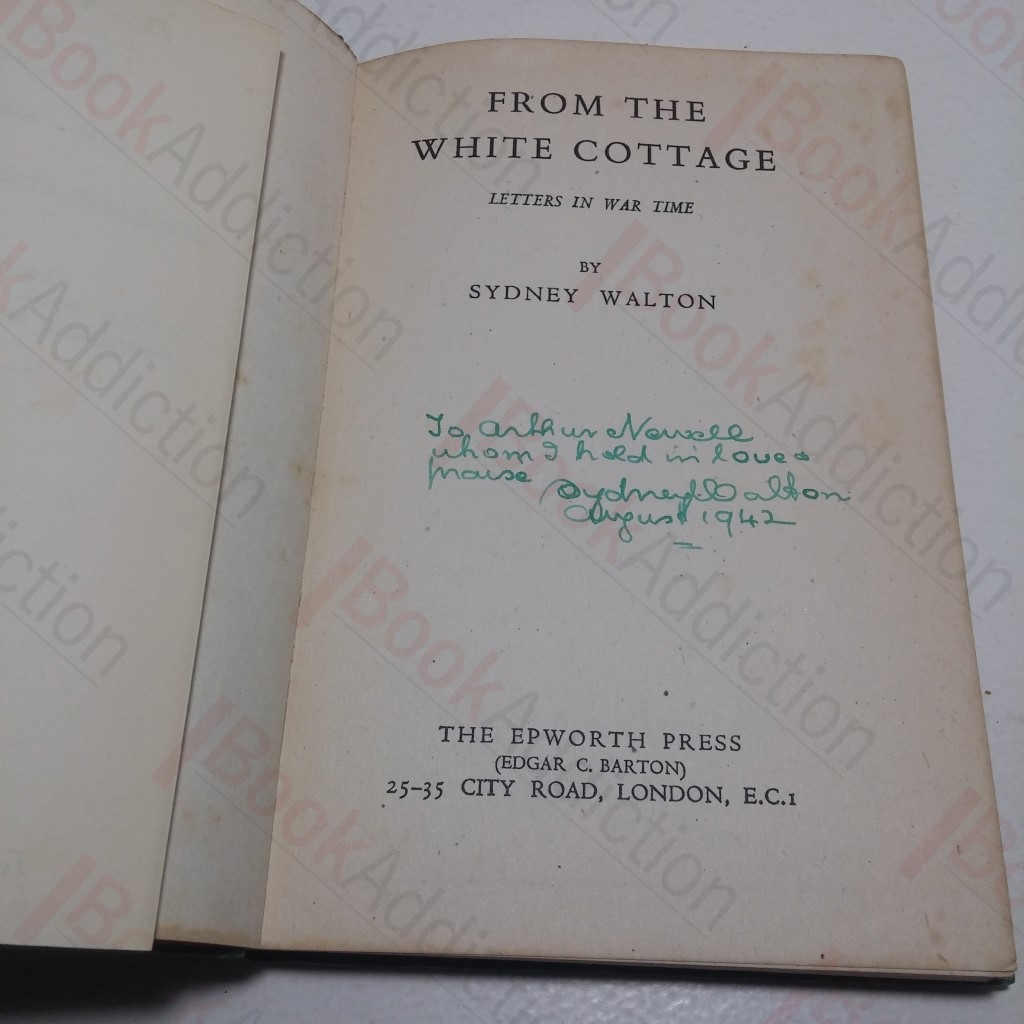 FROM THE
WHITE COTTAGE
LETTERS IN WAR TIME
BY
SYDNEY WALTON
To Arthur Newell
whom I hold in love &
praise Sydney Walton
August 1942
THE EPWORTH PRESS
(EDGAR C. BARTON)
25–35 CITY ROAD, LONDON, E.C.1
BookAddiction